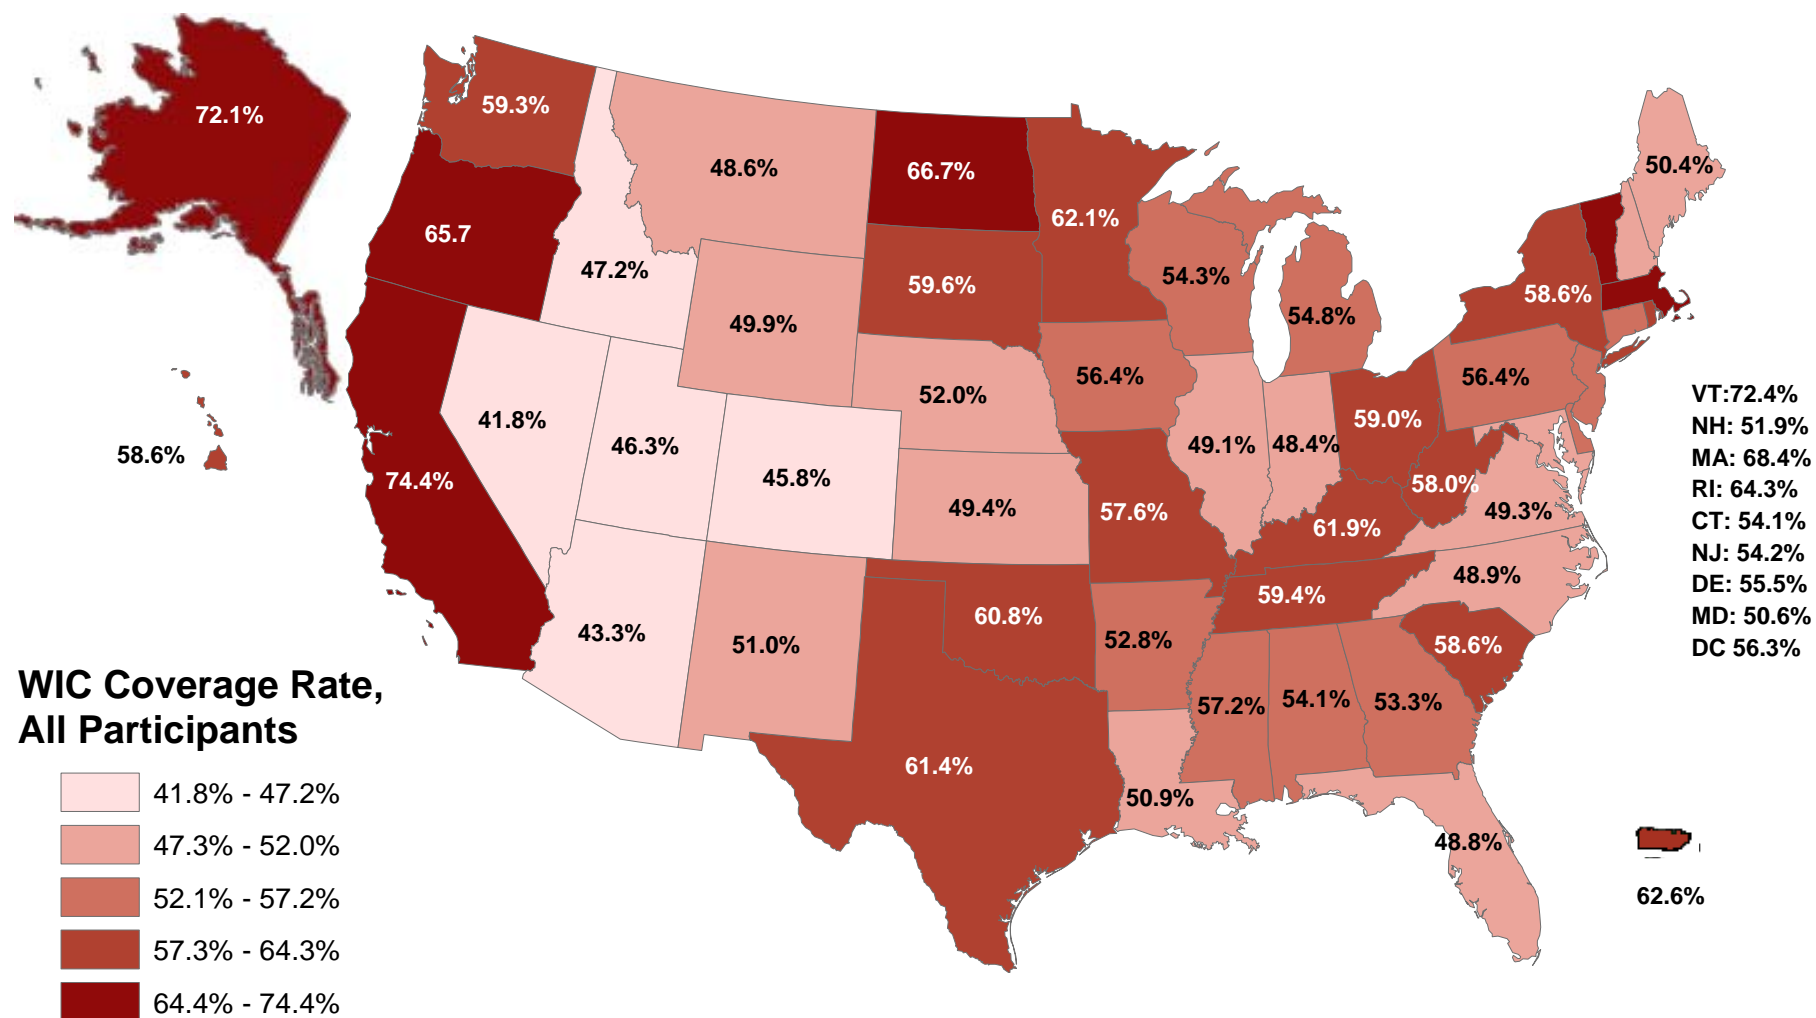 72.1%
59.3%
48.6%
66.7%
62.1%
50.4%
65.7
47.2%
59.6%
54.3%
58.6%
49.9%
54.8%
56.4%
56.4%
52.0%
41.8%
46.3%
45.8%
49.1%
48.4%
59.0%
58.6%
74.4%
49.4%
57.6%
58.0%
49.3%
61.9%
43.3%
51.0%
60.8%
52.8%
59.4%
48.9%
58.6%
57.2%
54.1%
53.3%
61.4%
50.9%
48.8%
62.6%
VT:72.4%
NH: 51.9%
MA: 68.4%
RI: 64.3%
CT: 54.1%
NJ: 54.2%
DE: 55.5%
MD: 50.6%
DC 56.3%
WIC Coverage Rate,
All Participants
41.8% - 47.2%
47.3% - 52.0%
52.1% - 57.2%
57.3% - 64.3%
64.4% - 74.4%